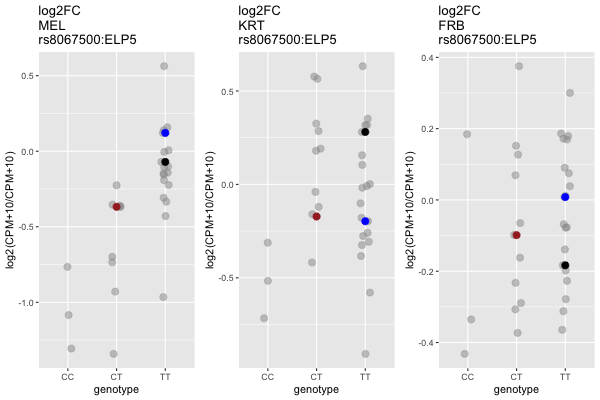 log2FC
MEL
rs8067500:ELP5
log2(CPM+10/CPM+10)
0.5
0.0
-0.5
-1.0
CC
CT
TT
genotype
log2FC
KRT
rs8067500:ELP5
log2(CPM+10/CPM+10)
0.5
0.0
-0.5
CC
CT
TT
genotype
log2FC
FRB
rs8067500:ELP5
log2(CPM+10/CPM+10)
0.4
0.2
0.0
-0.2
-0.4
CC
CT
TT
genotype